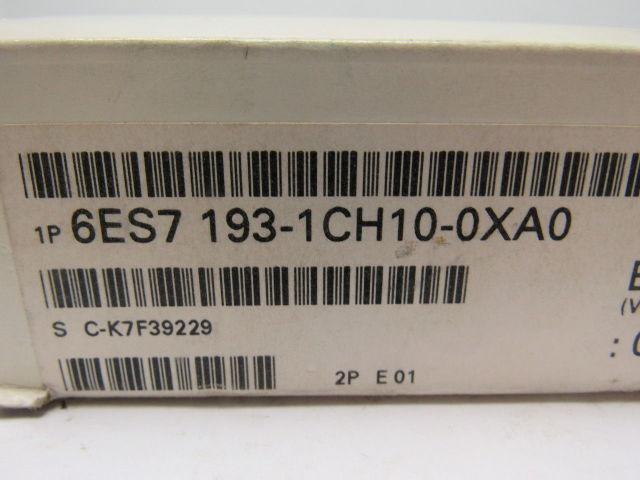 1P 6ES7 193-1CH10-0XA0
S C-K7F39229
2P E 01
(V
: